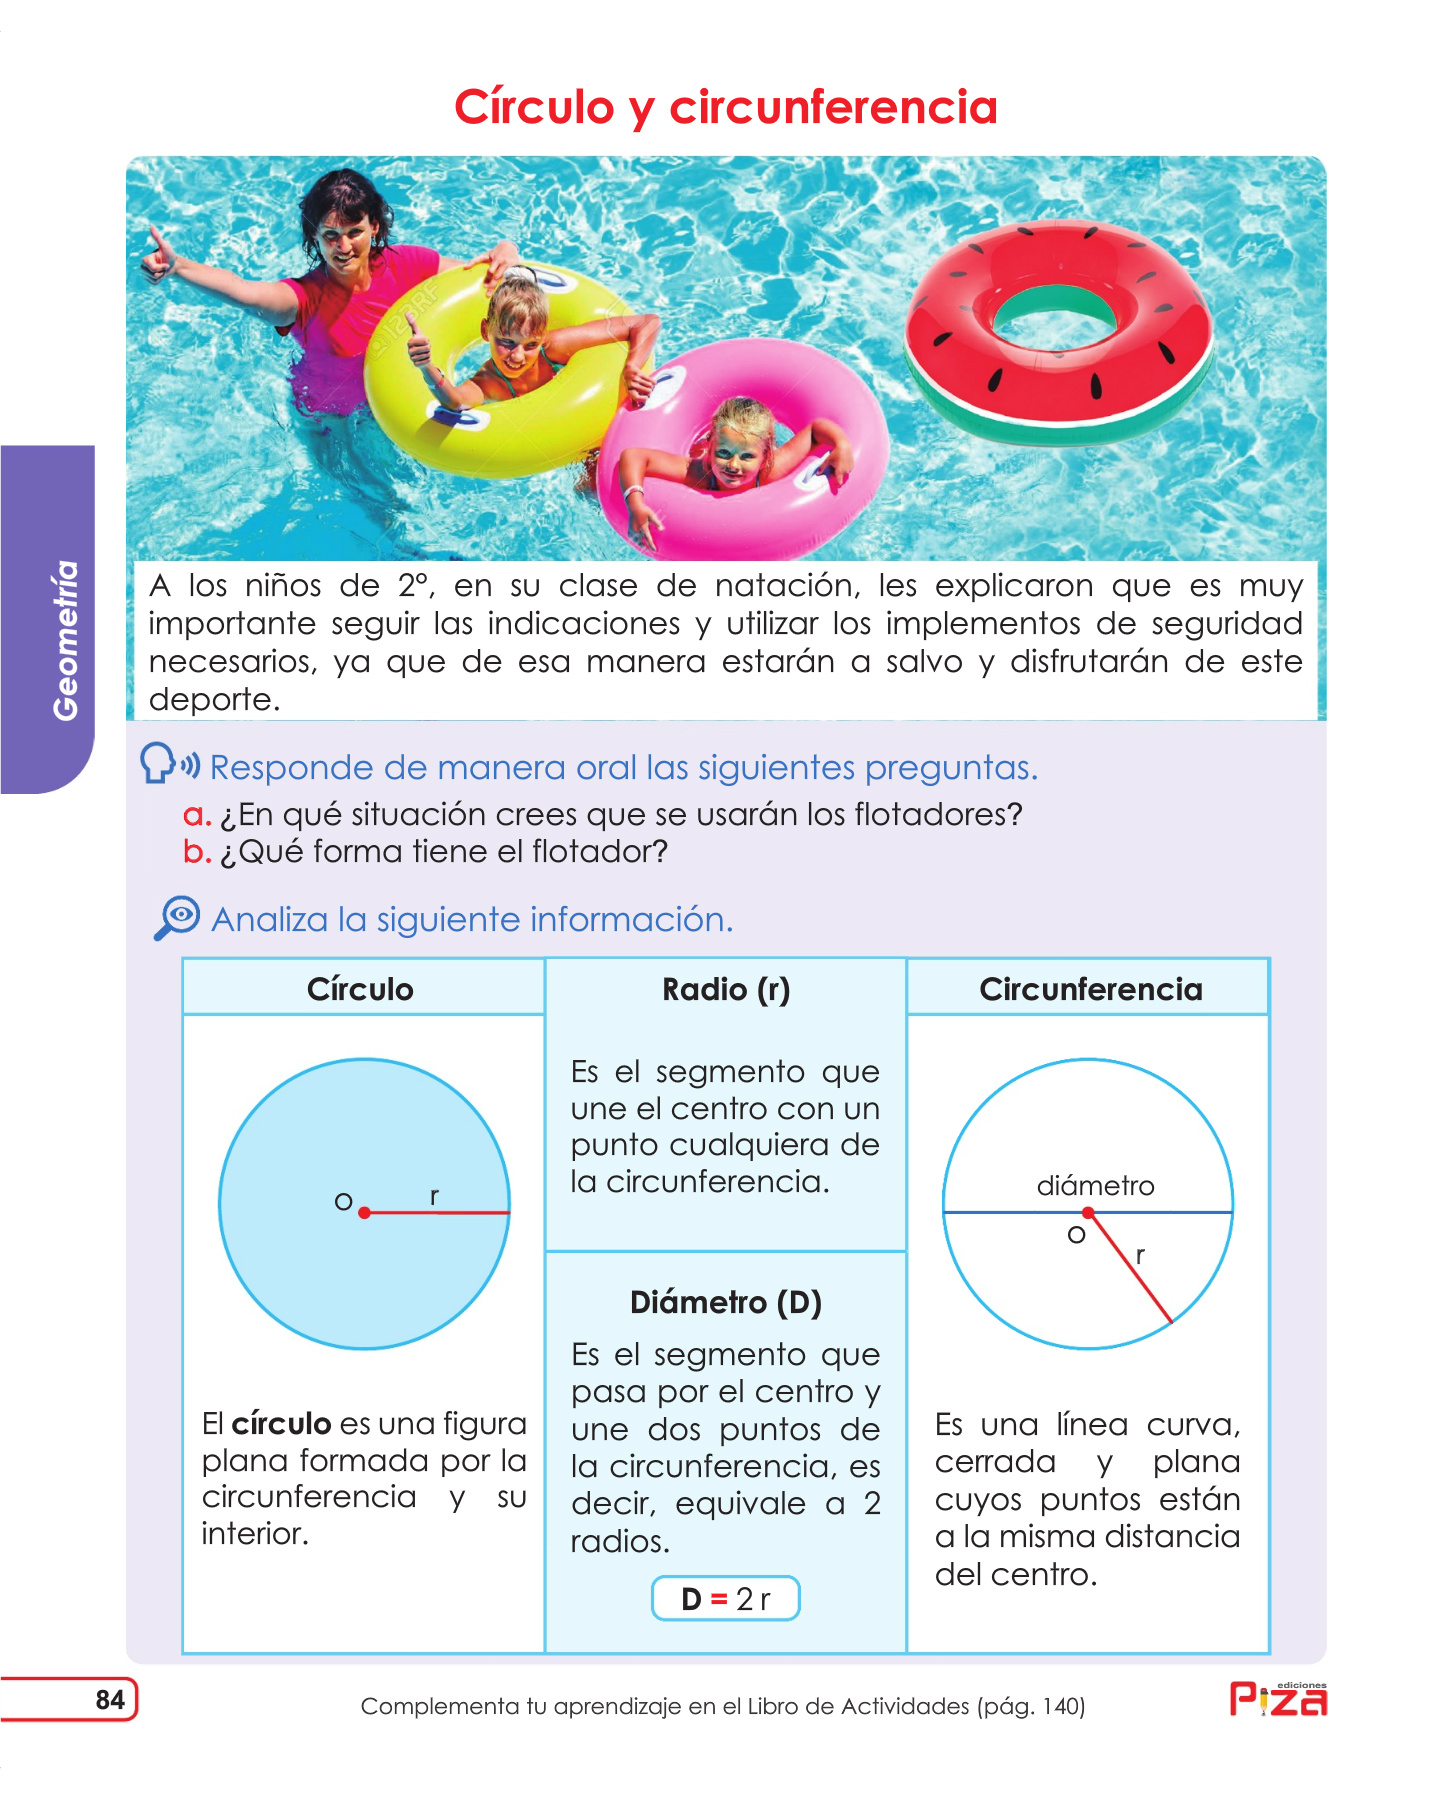 Círculo y circunferencia
123RF
A los niños de 2°, en su clase de natación, les explicaron que es muy
importante seguir las indicaciones y utilizar los implementos de seguridad
necesarios, ya que de esa manera estarán a salvo y disfrutarán de este
deporte.
Geometría
Responde de manera oral las siguientes preguntas.
a. ¿En qué situación crees que se usarán los flotadores?
b. ¿Qué forma tiene el flotador?
Analiza la siguiente información.
Círculo
O
r
El círculo es una figura
plana formada por la
circunferencia y su
interior.
Radio (r)
Es el segmento que
une el centro con un
punto cualquiera de
la circunferencia.
Diámetro (D)
Es el segmento que
pasa por el centro y
une dos puntos de
la circunferencia, es
decir, equivale a 2
radios.
D = 2 r
Circunferencia
diámetro
O
r
Es una línea curva,
cerrada y plana
cuyos puntos están
a la misma distancia
del centro.
84
Complementa tu aprendizaje en el Libro de Actividades (pág. 140)
ediciones
Piza